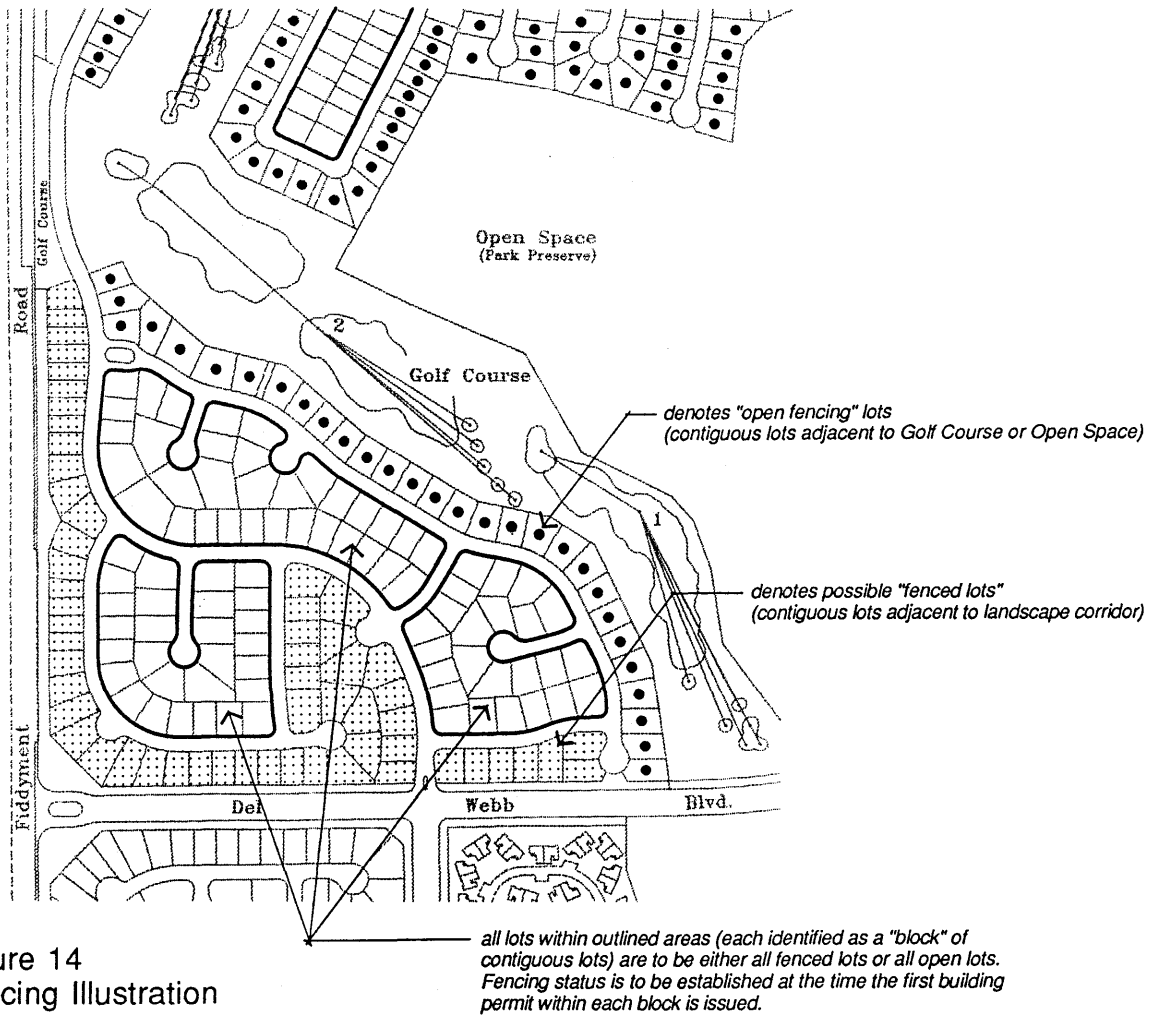 Golf Course
Road
Open Space
(Park Preserve)
2
Golf Course
denotes "open fencing" lots
(contiguous lots adjacent to Golf Course or Open Space)
1
denotes possible "fenced lots"
(contiguous lots adjacent to landscape corridor)
Fiddyment
Del Webb Blvd.
all lots within outlined areas (each identified as a "block" of
contiguous lots) are to be either all fenced lots or all open lots.
Fencing status is to be established at the time the first building
permit within each block is issued.
ure 14
cing Illustration